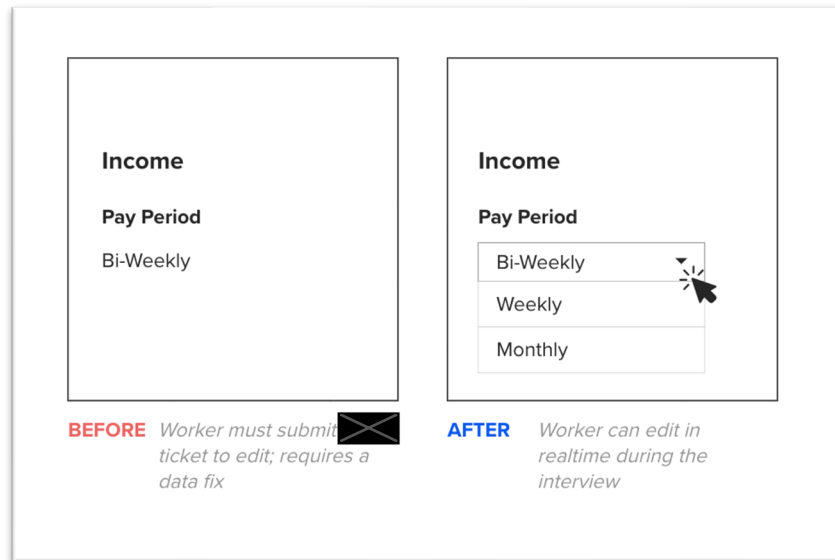 Income
Pay Period
Bi-Weekly
BEFORE Worker must submit
ticket to edit; requires a
data fix
Income
Pay Period
Bi-Weekly
Weekly
Monthly
AFTER Worker can edit in
realtime during the
interview